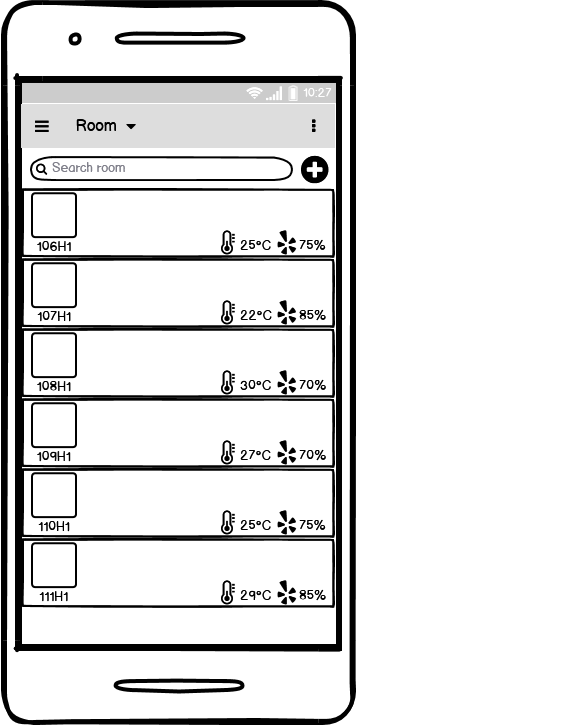 10:27
Room
Search room
106H1 25°C 75%
107H1 22°C 85%
108H1 30°C 70%
109H1 27°C 70%
110H1 25°C 75%
111H1 29°C 85%